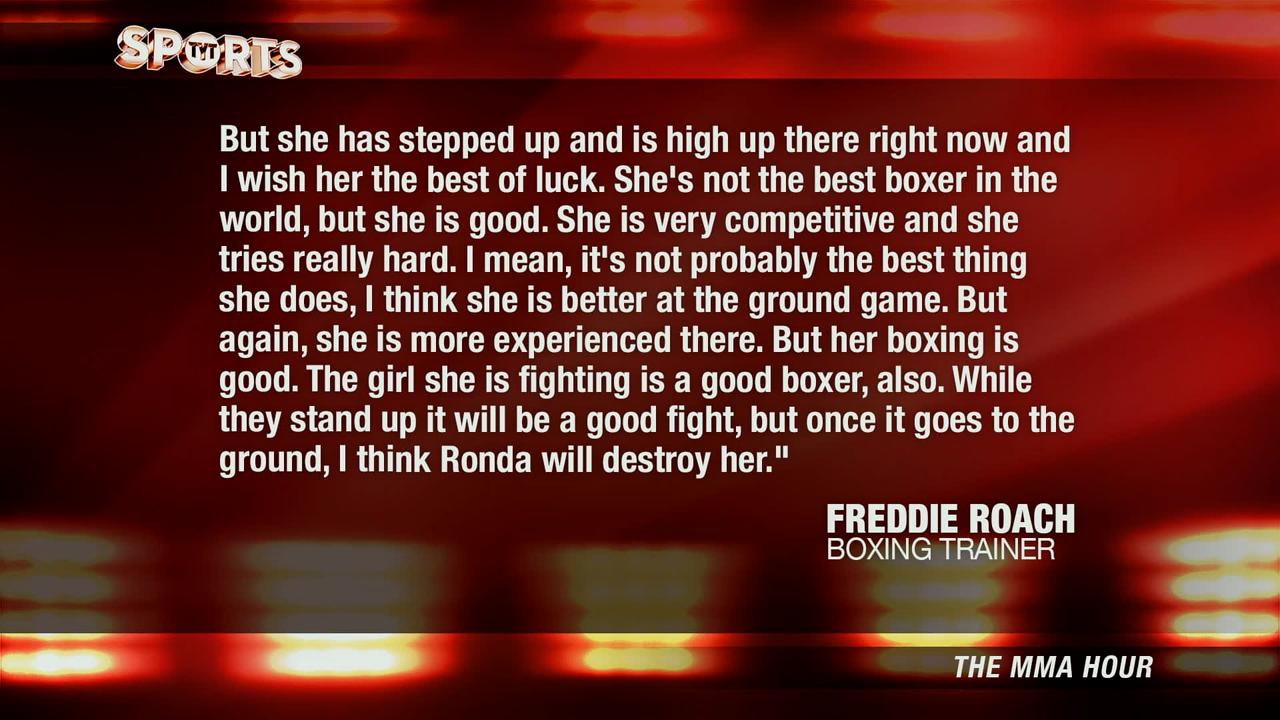 SPORTS
TYT
But she has stepped up and is high up there right now and
I wish her the best of luck. She's not the best boxer in the
world, but she is good. She is very competitive and she
tries really hard. I mean, it's not probably the best thing
she does, I think she is better at the ground game. But
again, she is more experienced there. But her boxing is
good. The girl she is fighting is a good boxer, also. While
they stand up it will be a good fight, but once it goes to the
ground, I think Ronda will destroy her."
FREDDIE ROACH
BOXING TRAINER
THE MMA HOUR